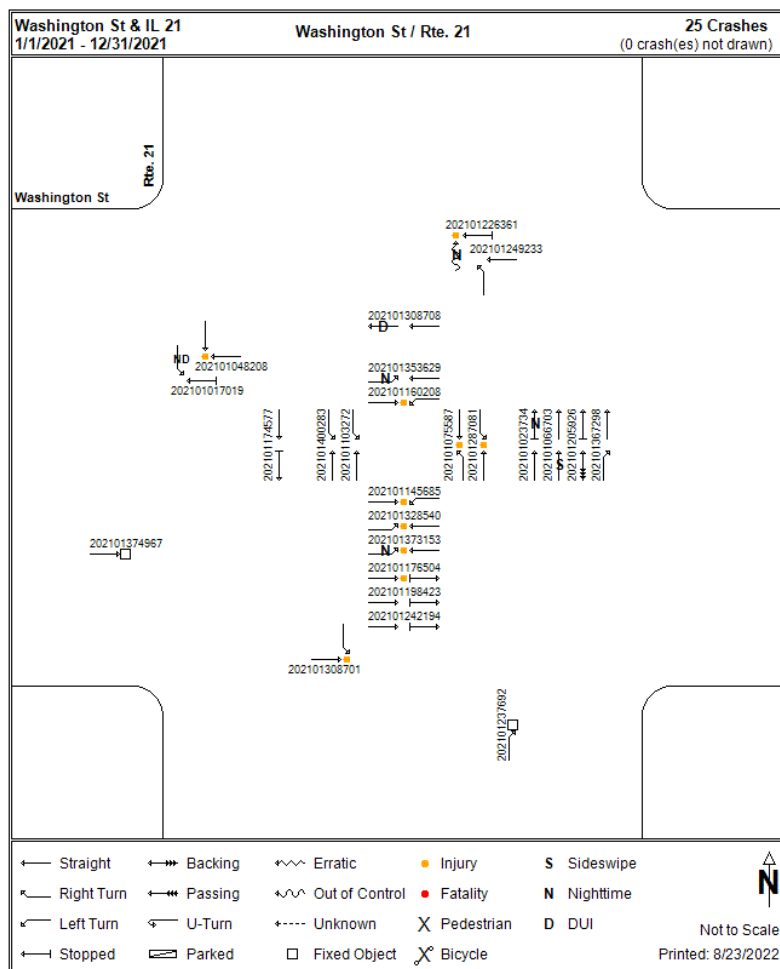 Washington St & IL 21
1/1/2021 - 12/31/2021
Washington St / Rte. 21
25 Crashes
(0 crash(es) not drawn)
Rte. 21
Washington St
202101226361
N
202101249233
202101308708
D
ND
202101048208
202101017019
202101353629
N
202101160208
202101174577
202101400283
202101103272
202101075587
202101287081
202101023734
N
202101066703
S
202101205926
202101367298
202101145685
202101328540
202101373153
N
202101176504
202101198423
202101242194
202101374967
202101308701
202101237692
Straight
Backing
Erratic
Injury
S Sideswipe
Right Turn
Passing
Out of Control
Fatality
N Nighttime
Left Turn
U-Turn
Unknown
Pedestrian
D DUI
Stopped
Parked
Fixed Object
Bicycle
N
Not to Scale
Printed: 8/23/2022